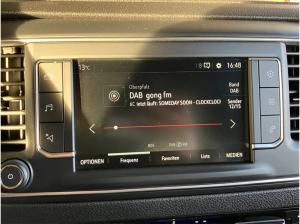 13°C
16:48
Oberpfalz
DAB gong fm
Band
DAB
Jetzt läuft: SOMEDAY SOON - CLOCKCLOCK
Sender
12/15
OPTIONEN
Frequenz
Favoriten
Liste
MEDIEN